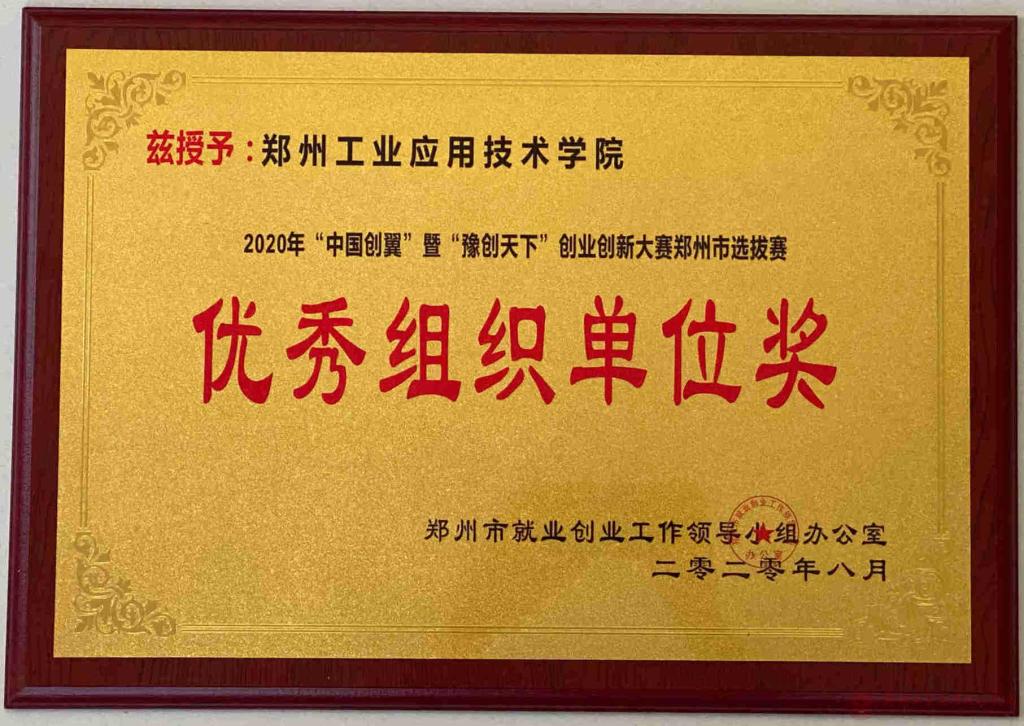 兹授予：郑州工业应用技术学院
2020年“中国创翼”暨“豫创天下”创业创新大赛郑州市选拔赛
优秀组织单位奖
郑州市就业创业工作领导小组办公室
二零二零年八月
办公室